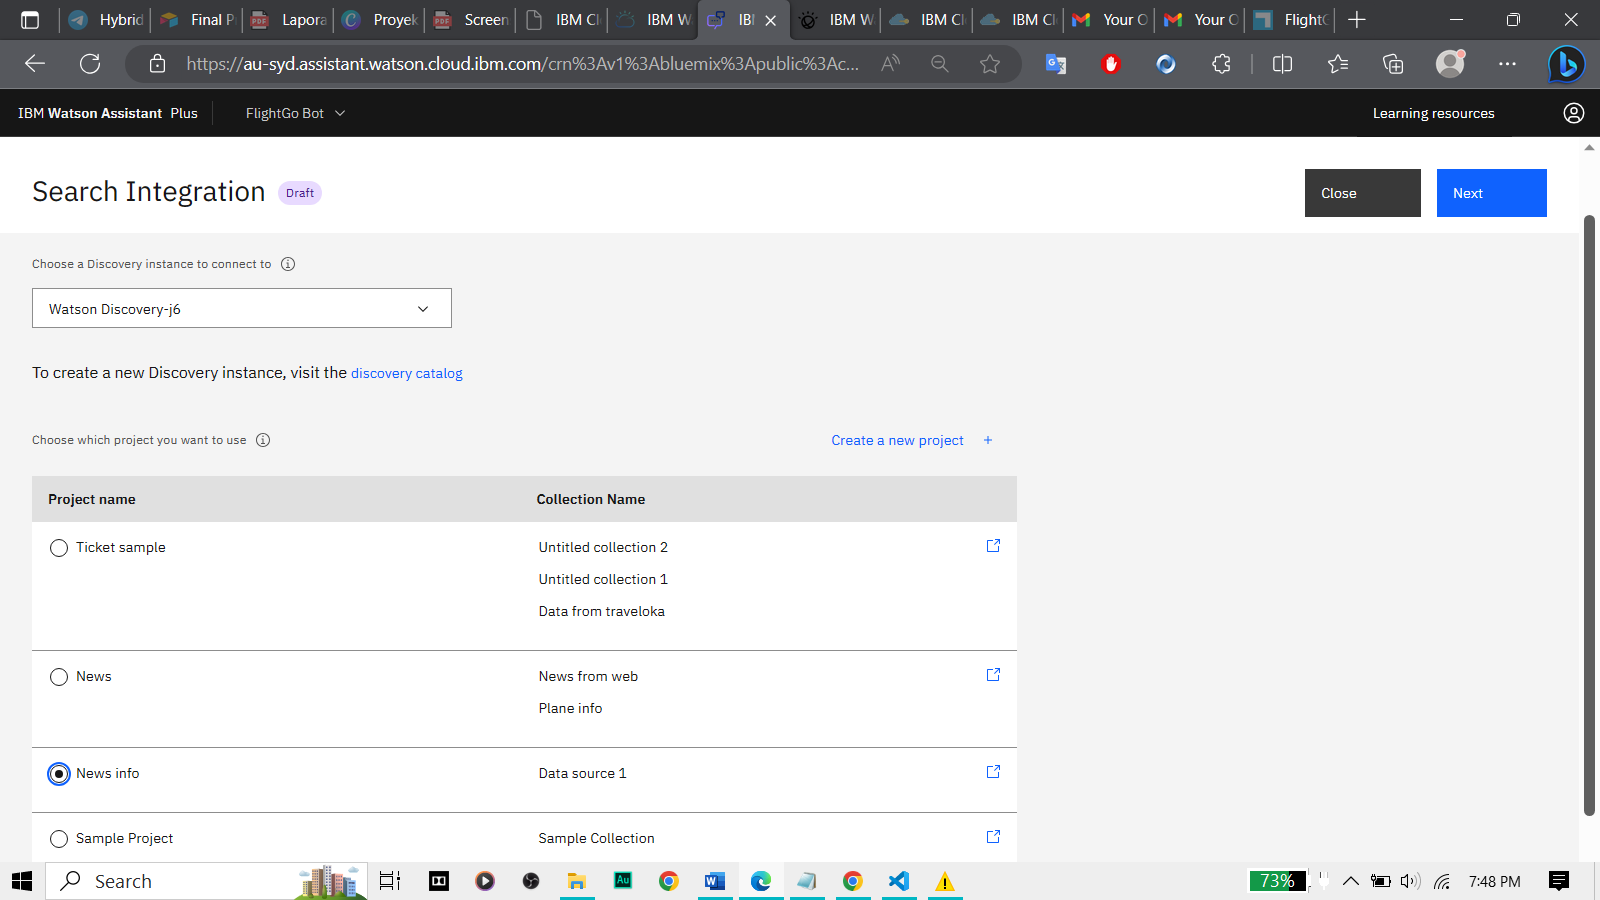 Hybrid
Final P
Lapora
Proyek
Screen
IBM Cl
IBM W
IB
IBM W
IBM Cl
IBM Cl
Your O
Your O
FlightG
https://au-syd.assistant.watson.cloud.ibm.com/crn%3Av1%3Abluemix%3Apublic%3Ac...
IBM Watson Assistant Plus
FlightGo Bot
Learning resources
Search Integration
Draft
Close
Next
Choose a Discovery instance to connect to
Watson Discovery-j6
To create a new Discovery instance, visit the discovery catalog
Choose which project you want to use
Create a new project +
Project name
Collection Name
Ticket sample
Untitled collection 2
Untitled collection 1
Data from traveloka
News
News from web
Plane info
News info
Data source 1
Sample Project
Sample Collection
Search
73%
7:48 PM